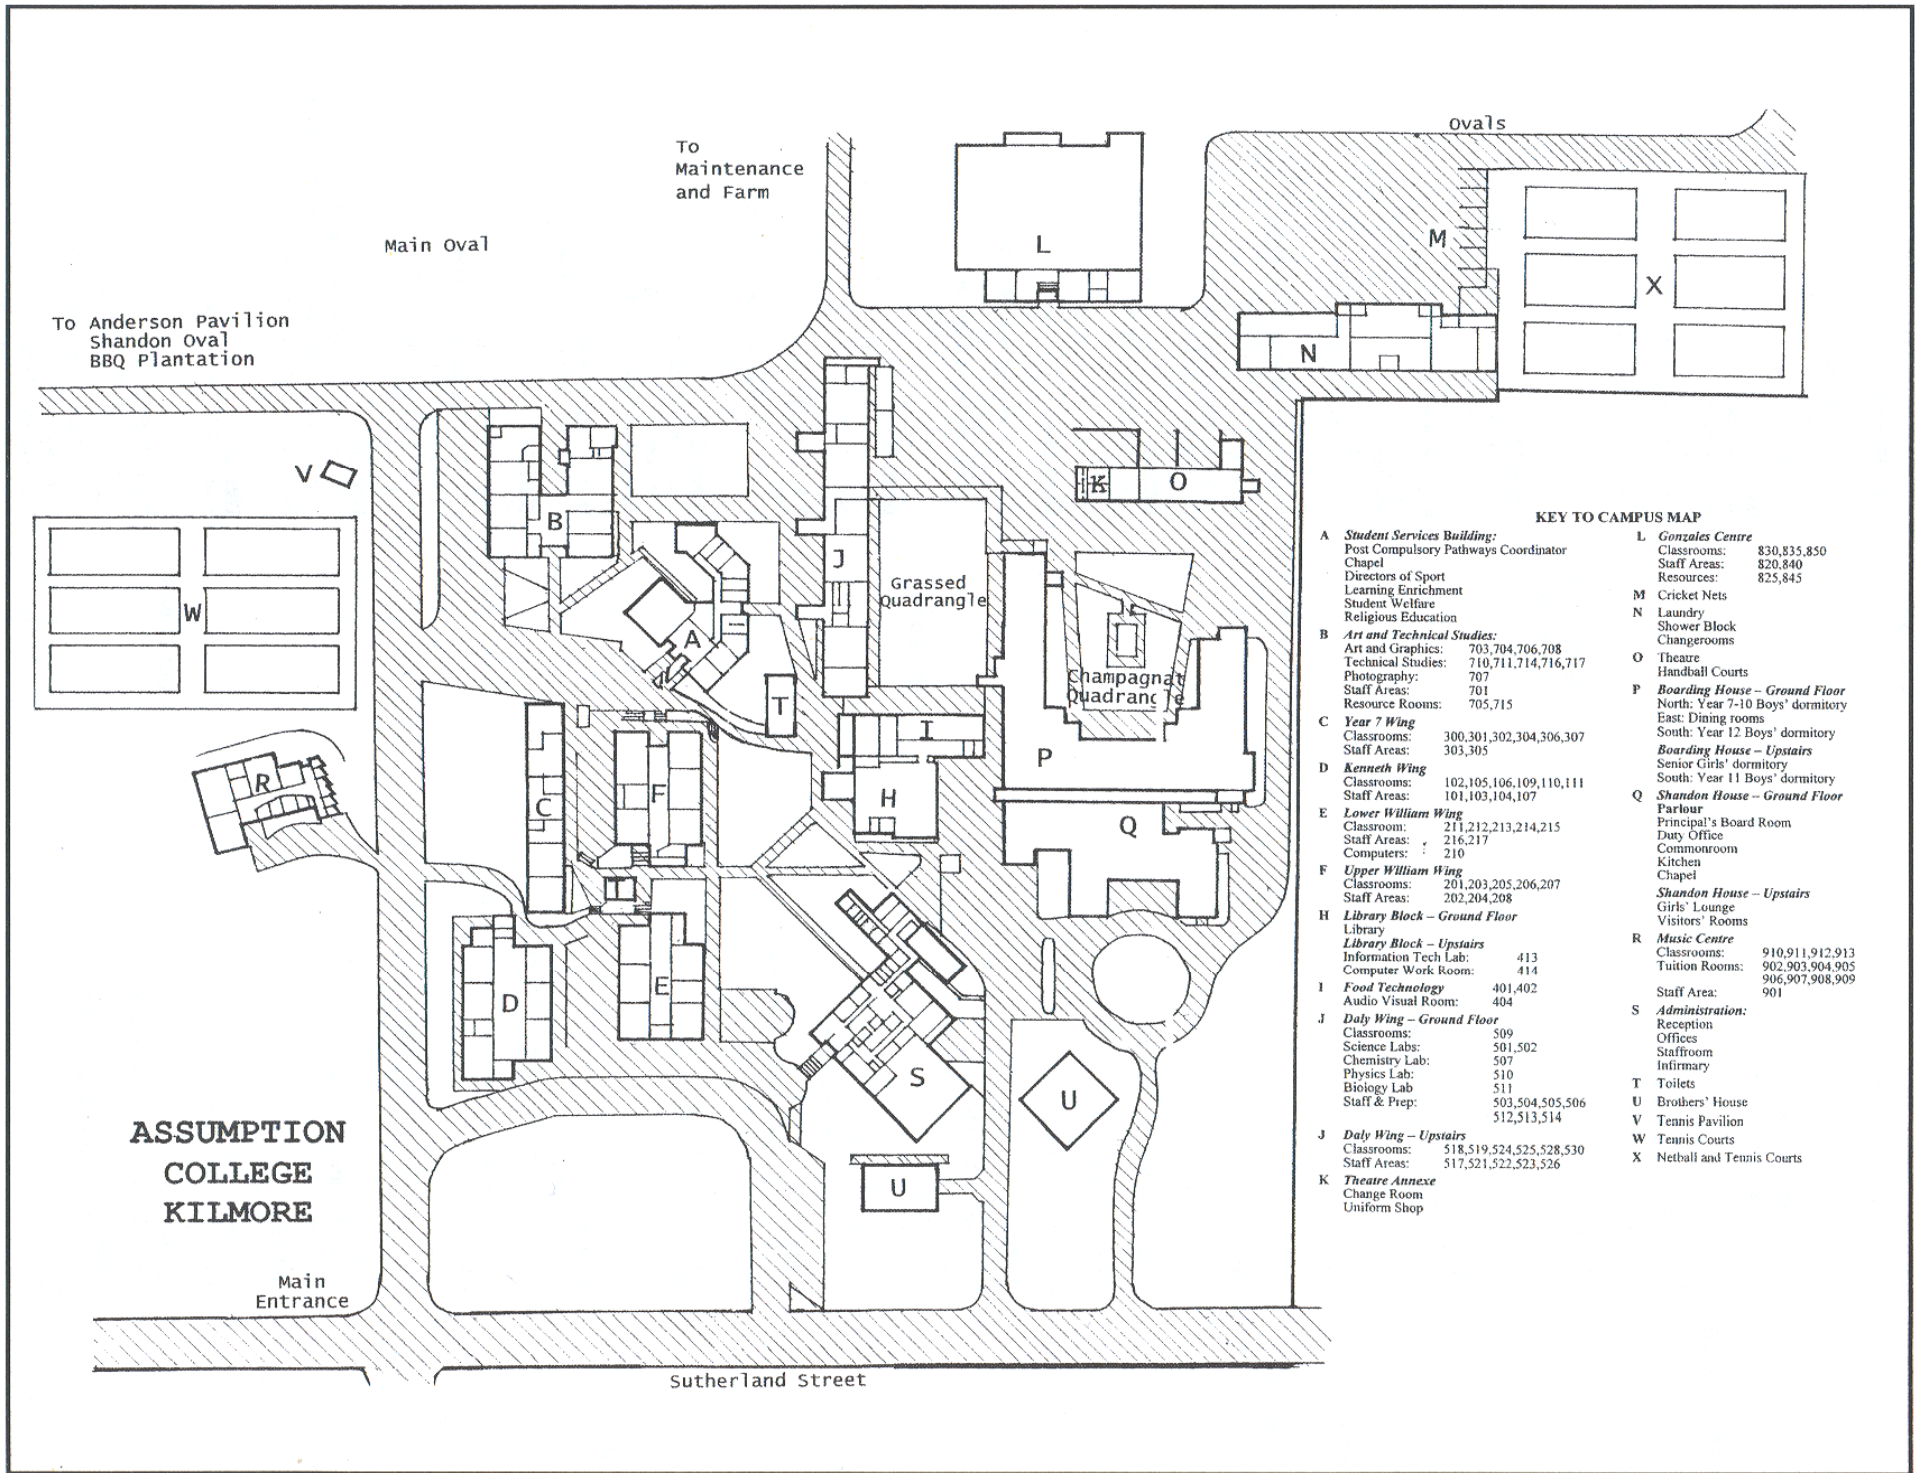 Ovals
To
Maintenance
and Farm
Main Oval
L
M
X
To Anderson Pavilion
Shandon Oval
BBQ Plantation
N
V
K
O
B
J
Grassed
Quadrangle
W
A
Champagnat
Quadrangle
T
I
R
P
C
F
H
Q
T
E
D
S
U
U
ASSUMPTION
COLLEGE
KILMORE
Main
Entrance
Sutherland Street
KEY TO CAMPUS MAP
A Student Services Building:
Post Compulsory Pathways Coordinator
Chapel
Directors of Sport
Learning Enrichment
Student Welfare
Religious Education
B Art and Technical Studies:
Art and Graphics: 703,704,706,708
Technical Studies: 710,711,714,716,717
Photography: 707
Staff Areas: 701
Resource Rooms: 705,715
C Year 7 Wing
Classrooms: 300,301,302,304,306,307
Staff Areas: 303,305
D Kenneth Wing
Classrooms: 102,105,106,109,110,111
Staff Areas: 101,103,104,107
E Lower William Wing
Classroom: 211,212,213,214,215
Staff Areas: 216,217
Computers: 210
F Upper William Wing
Classrooms: 201,203,205,206,207
Staff Areas: 202,204,208
H Library Block – Ground Floor
Library
Library Block – Upstairs
Information Tech Lab: 413
Computer Work Room: 414
I Food Technology 401,402
Audio Visual Room: 404
J Daly Wing – Ground Floor
Classrooms: 509
Science Labs: 501,502
Chemistry Lab: 507
Physics Lab: 510
Biology Lab 511
Staff & Prep: 503,504,505,506
512,513,514
J Daly Wing – Upstairs
Classrooms: 518,519,524,525,528,530
Staff Areas: 517,521,522,523,526
K Theatre Annexe
Change Room
Uniform Shop
L Gonzales Centre
Classrooms: 830,835,850
Staff Areas: 820,840
Resources: 825,845
M Cricket Nets
N Laundry
Shower Block
Changerooms
O Theatre
Handball Courts
P Boarding House – Ground Floor
North: Year 7-10 Boys' dormitory
East: Dining rooms
South: Year 12 Boys' dormitory
Boarding House – Upstairs
Senior Girls' dormitory
South: Year 11 Boys' dormitory
Q Shandon House – Ground Floor
Parlour
Principal's Board Room
Duty Office
Commonroom
Kitchen
Chapel
Shandon House – Upstairs
Girls' Lounge
Visitors' Rooms
R Music Centre
Classrooms: 910,911,912,913
Tuition Rooms: 902,903,904,905
906,907,908,909
Staff Area: 901
S Administration:
Reception
Offices
Staffroom
Infirmary
T Toilets
U Brothers' House
V Tennis Pavilion
W Tennis Courts
X Netball and Tennis Courts